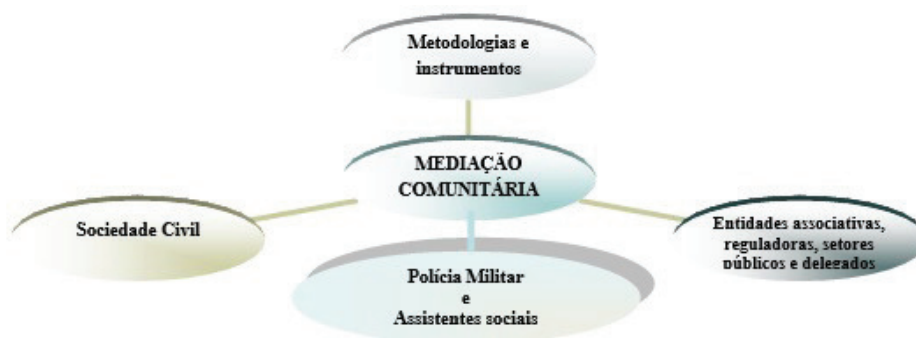 Metodologias e
instrumentos
MEDIAÇÃO
COMUNITÁRIA
Sociedade Civil
Entidades associativas,
reguladoras, setores
públicos e delegados
Polícia Militar
e
Assistentes sociais